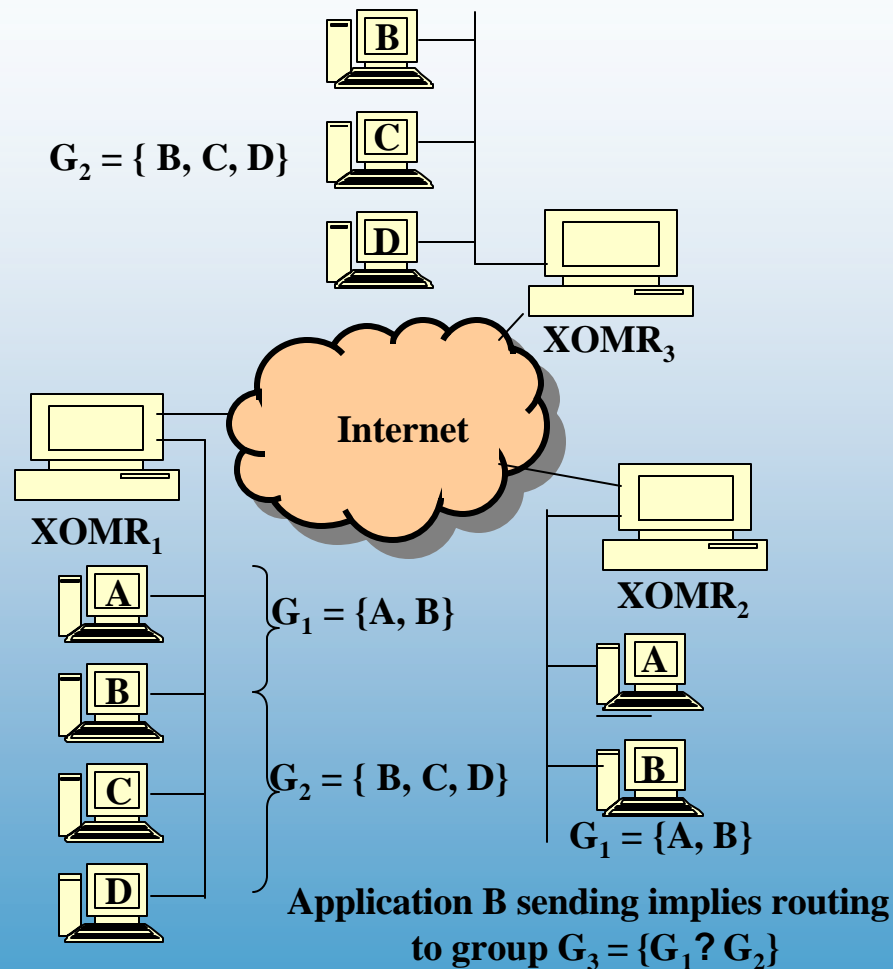 B
C
G₂ = { B, C, D}
D
XOMR₃
Internet
XOMR₁
XOMR₂
A
G₁ = {A, B}
A
B
C
G₂ = { B, C, D}
B
G₁ = {A, B}
D
Application B sending implies routing
to group G₃ = {G₁? G₂}